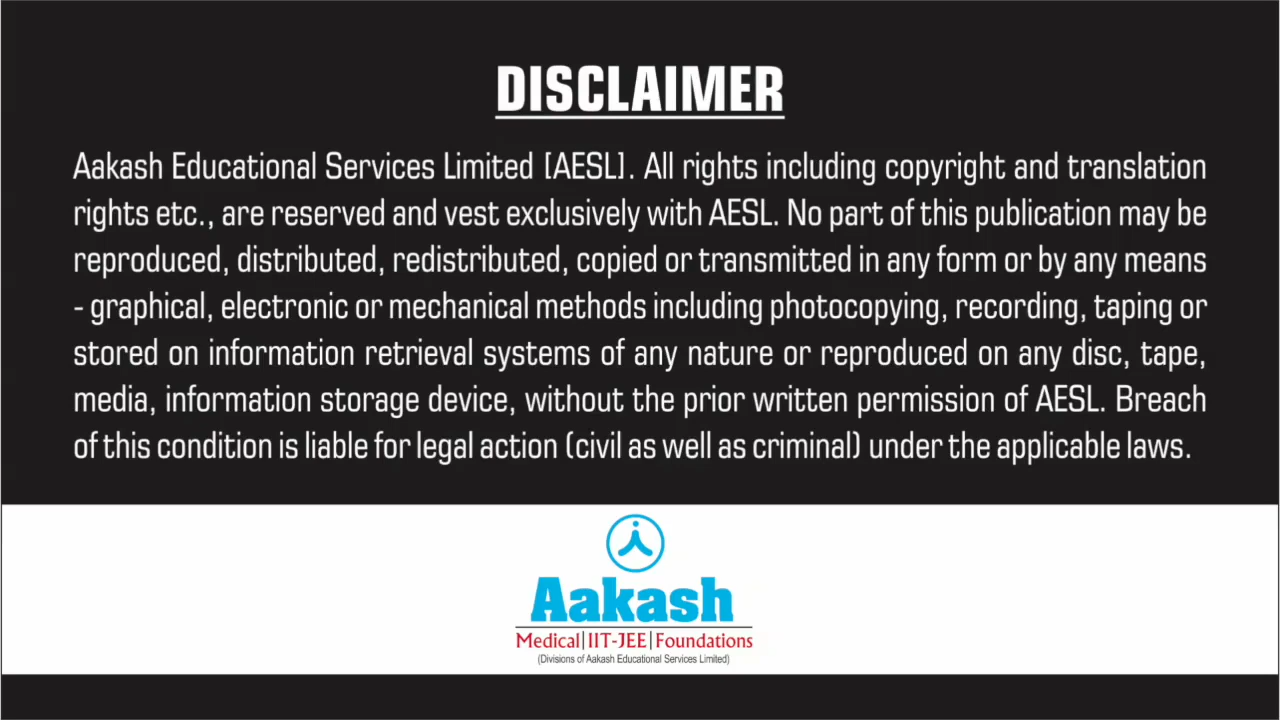 DISCLAIMER
Aakash Educational Services Limited [AESL]. All rights including copyright and translation
rights etc., are reserved and vest exclusively with AESL. No part of this publication may be
reproduced, distributed, redistributed, copied or transmitted in any form or by any means
- graphical, electronic or mechanical methods including photocopying, recording, taping or
stored on information retrieval systems of any nature or reproduced on any disc, tape,
media, information storage device, without the prior written permission of AESL. Breach
of this condition is liable for legal action (civil as well as criminal) under the applicable laws.
Aakash
Medical|IIT-JEE|Foundations
(Divisions of Aakash Educational Services Limited)